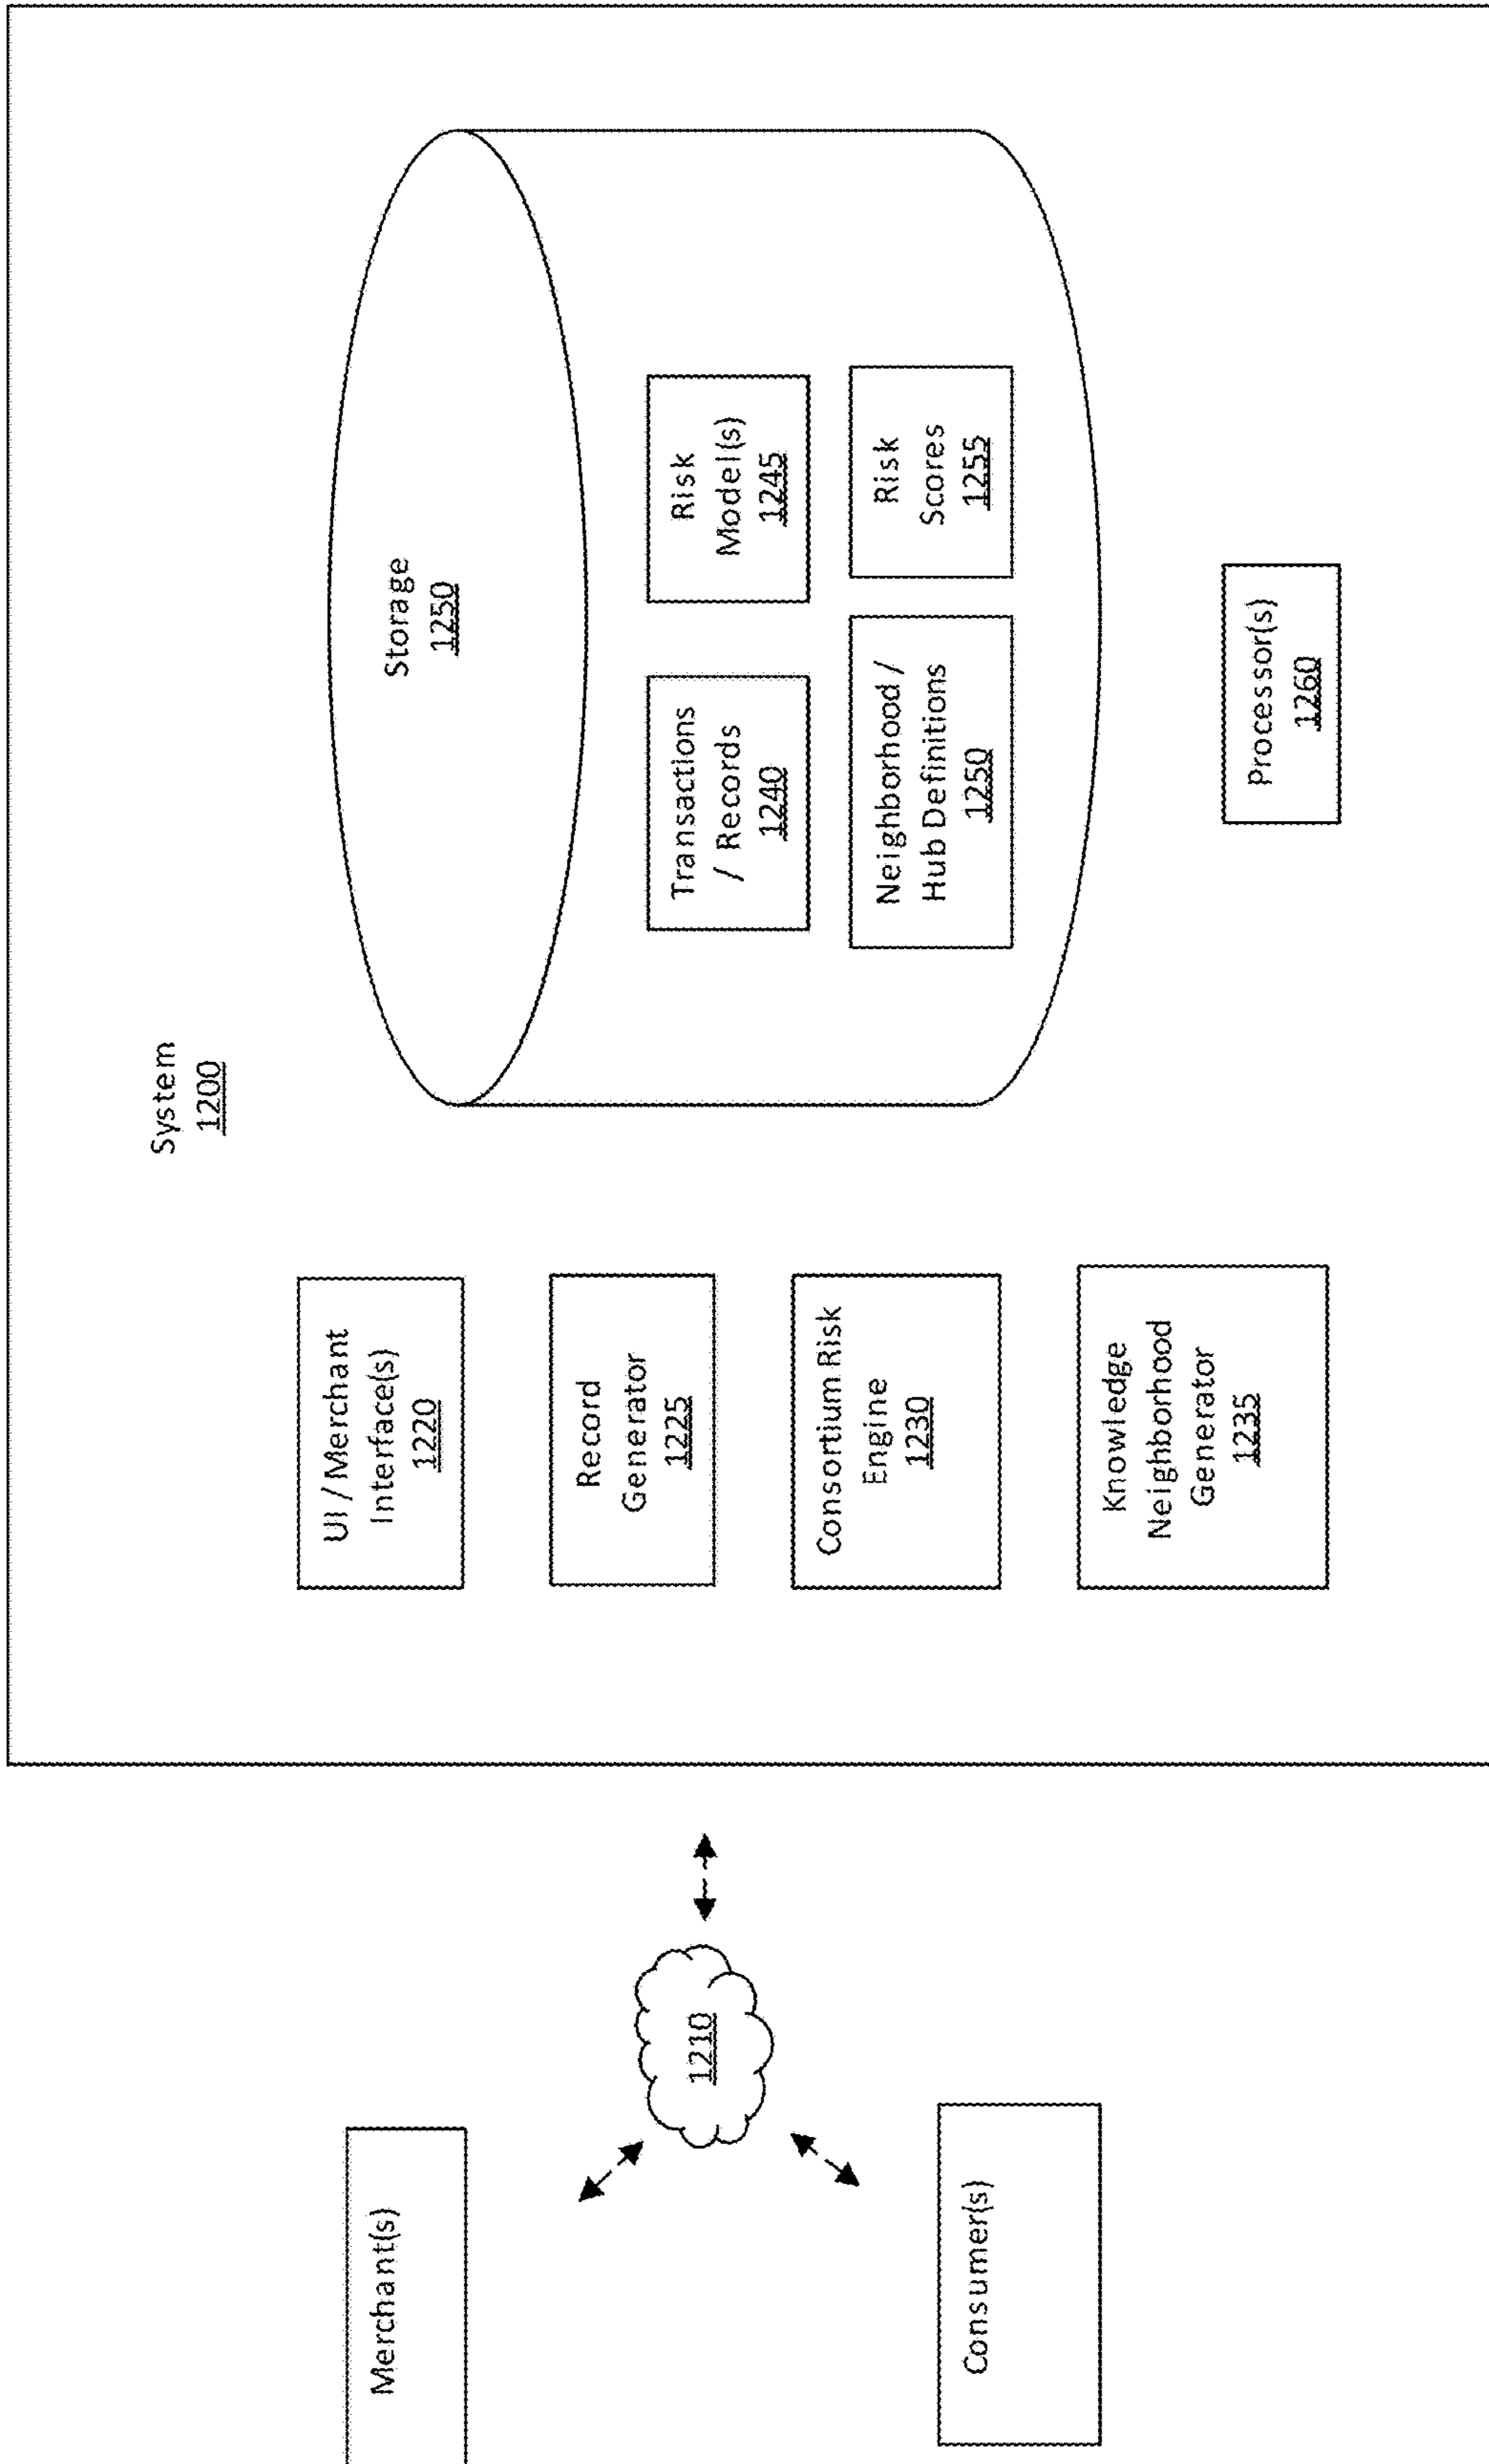 System
1200
Merchant(s)
1210
Consumer(s)
UI / Merchant
Interface(s)
1220
Record
Generator
1225
Consortium Risk
Engine
1230
Knowledge
Neighborhood
Generator
1235
Storage
1250
Transactions
/ Records
1240
Risk
Model(s)
1245
Neighborhood /
Hub Definitions
1250
Risk
Scores
1255
Processor(s)
1260